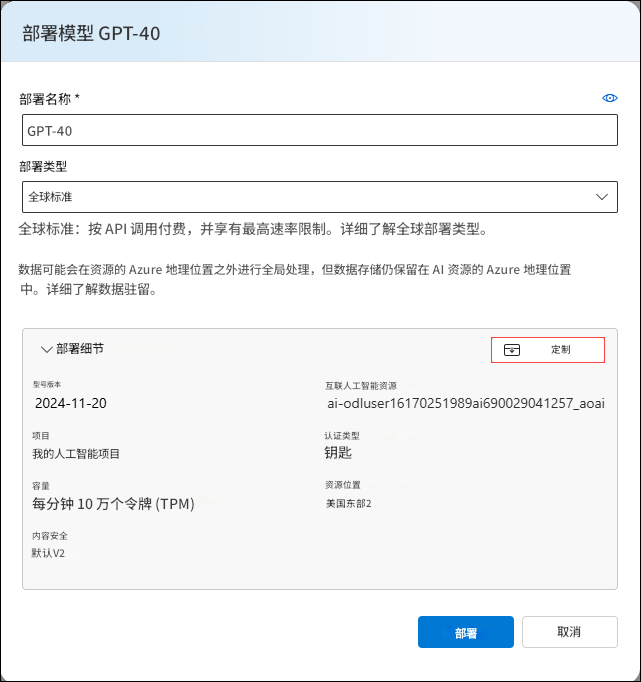 部署模型 GPT-40
部署名称 *
GPT-40
部署类型
全球标准
全球标准：按 API 调用付费，并享有最高速率限制。详细了解全球部署类型。
数据可能会在资源的 Azure 地理位置之外进行全局处理，但数据存储仍保留在 AI 资源的 Azure 地理位置
中。详细了解数据驻留。
部署细节
定制
型号版本
2024-11-20
互联人工智能资源
ai-odluser16170251989ai690029041257_aoai
项目
我的人工智能项目
认证类型
钥匙
容量
每分钟 10 万个令牌 (TPM)
资源位置
美国东部2
内容安全
默认V2
部署
取消